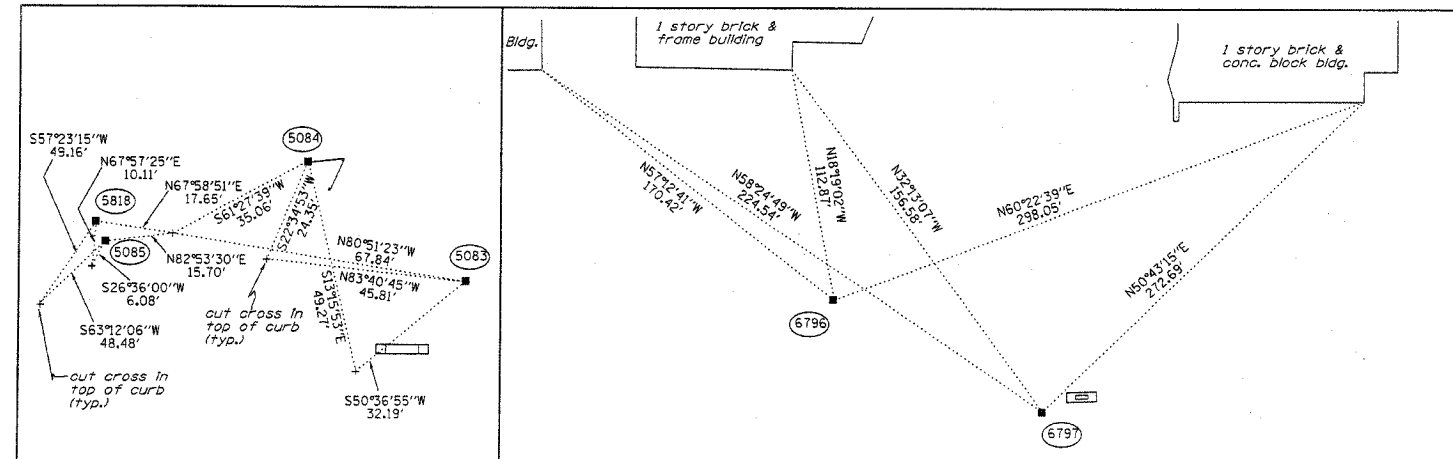 S57°23'15"W
49.16'
N67°57'25"E
10.11'
5818
N67°58'51"E
17.65'
5084
S61°27'39"W
35.06'
S22°34'53"W
24.35'
5085
N82°53'30"E
15.70'
S26°36'00"W
6.08'
S63°12'06"W
48.48'
cut cross in
top of curb
(typ.)
N80°51'23"W
67.84'
N83°40'45"W
45.81'
5083
cut cross in
top of curb
(typ.)
S13°15'53"E
49.27'
S50°36'55"W
32.19'
Bldg.
1 story brick &
frame building
1 story brick &
conc. block bldg.
N57°12'41"W
170.42'
N58°24'49"W
224.54'
N18°19'02"W
112.87'
N32°13'07"W
156.58'
N60°22'39"E
298.05'
N50°43'15"E
272.69'
6796
6797